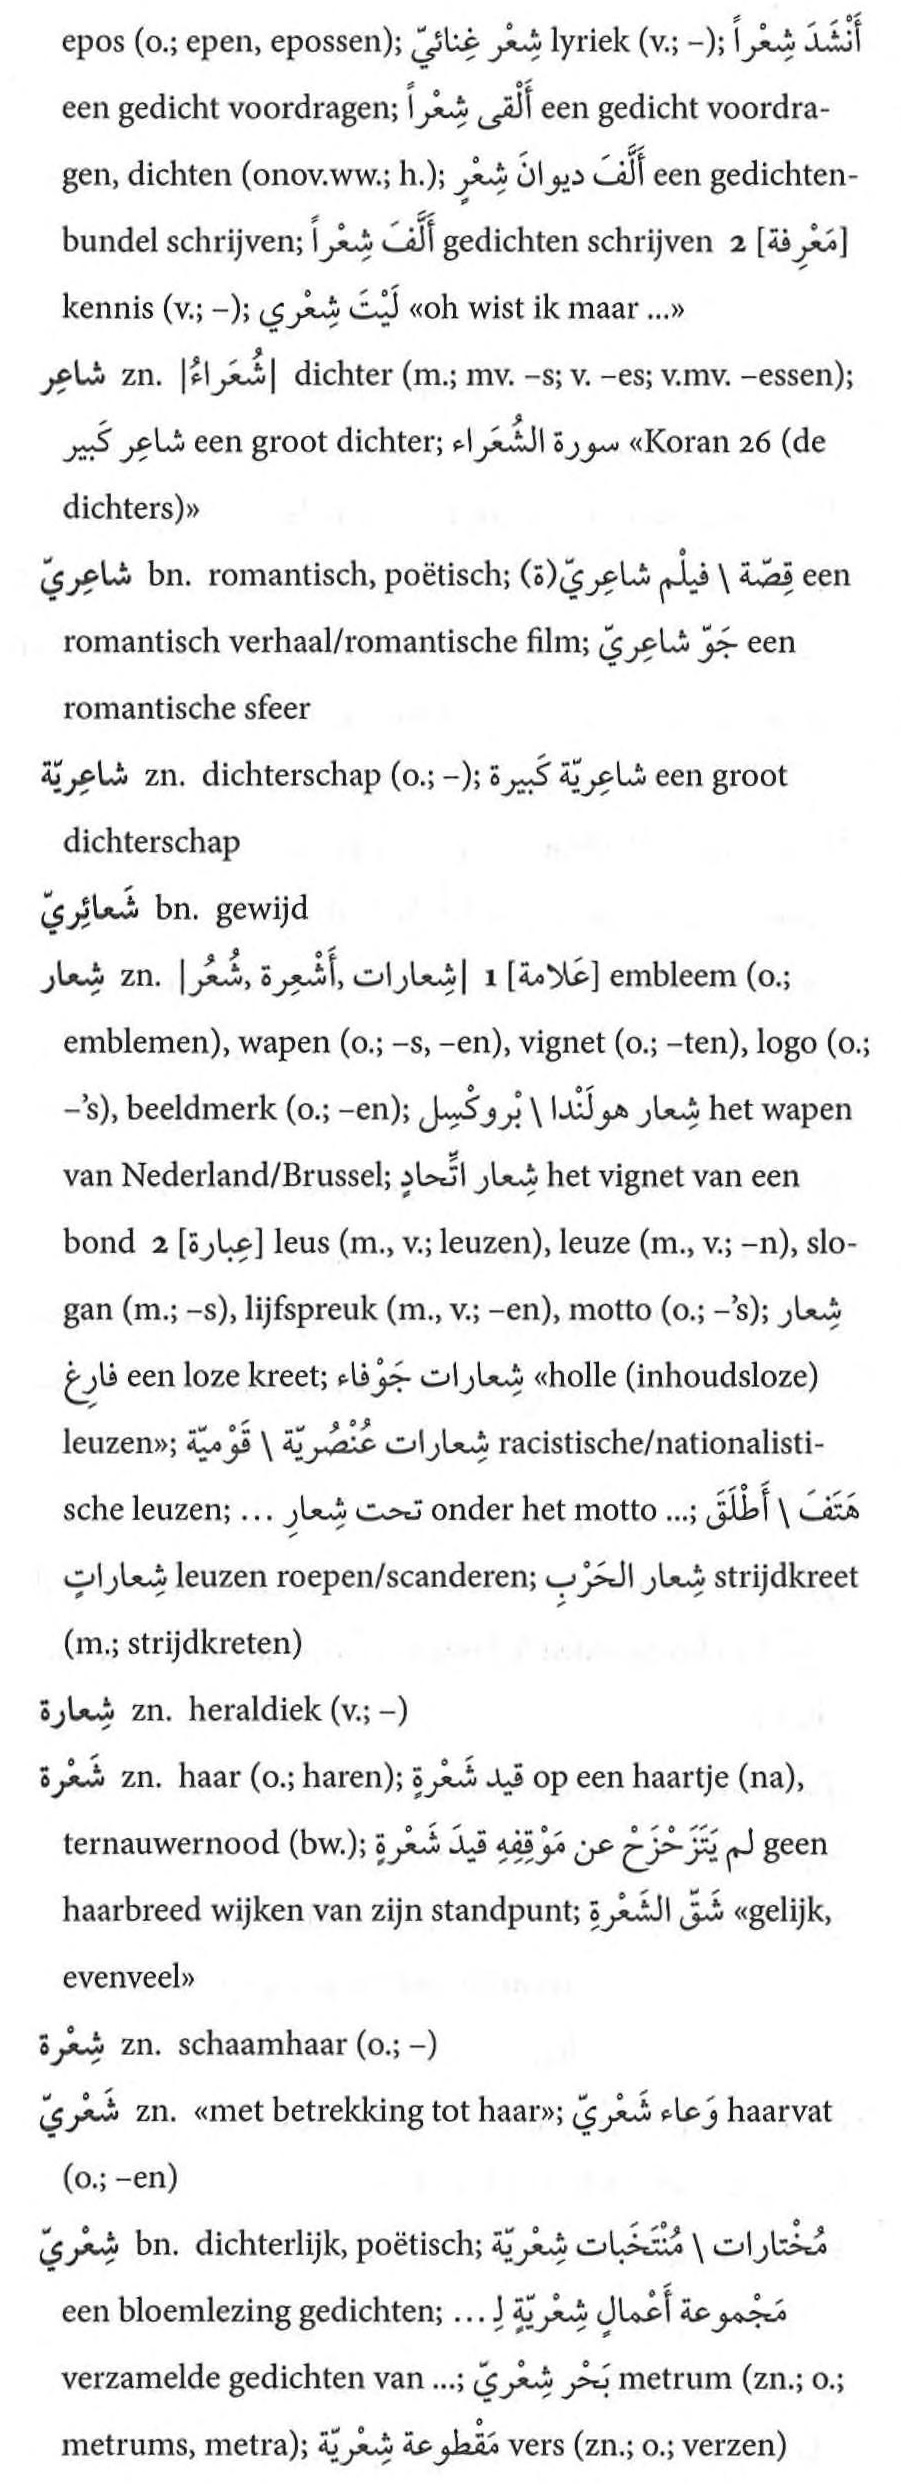 epos (o.; epen, epossen); شِعْر غِنائيّ lyriek (v.; –); أَنْشَدَ شِعْراً
een gedicht voordragen; أَلْقى شِعْراً een gedicht voordra-
gen, dichten (onov.ww.; h.); أَلَّفَ ديوانَ شِعْرٍ een gedichten-
bundel schrijven; أَلَّفَ شِعْراً gedichten schrijven 2 [مَعْرِفة]
kennis (v.; –); لَيْتَ شِعْري «oh wist ik maar ...»
شاعِر zn. |شُعَراءُ| dichter (m.; mv. –s; v. –es; v.mv. –essen);
شاعِر كَبير een groot dichter; سورة الشُّعَراء «Koran 26 (de
dichters)»
شاعِريّ bn. romantisch, poëtisch; قِصّة \ فيلْم شاعِريّ(ة) een
romantisch verhaal/romantische film; جَوّ شاعِريّ een
romantische sfeer
شاعِريّة zn. dichterschap (o.; –); شاعِريّة كَبيرة een groot
dichterschap
شَعائِريّ bn. gewijd
شِعار zn. |شِعارات, أَشْعِرة, شُعُر| 1 [عَلامة] embleem (o.;
emblemen), wapen (o.; –s, –en), vignet (o.; –ten), logo (o.;
–’s), beeldmerk (o.; –en); شِعار هولَنْدا \ بْروكْسِل het wapen
van Nederland/Brussel; شِعار اتِّحادٍ het vignet van een
bond 2 [عِبارة] leus (m., v.; leuzen), leuze (m., v.; –n), slo-
gan (m.; –s), lijfspreuk (m., v.; –en), motto (o.; –’s); شِعار
فارِغ een loze kreet; شِعارات جَوْفاء «holle (inhoudsloze)
leuzen»; شِعارات عُنْصُريّة \ قَوْميّة racistische/nationalisti-
sche leuzen; تحت شِعارِ ... onder het motto ...; هَتَفَ \ أَطْلَقَ
شِعاراتٍ leuzen roepen/scanderen; شِعار الحَرْبِ strijdkreet
(m.; strijdkreten)
شِعارة zn. heraldiek (v.; –)
شَعْرة zn. haar (o.; haren); قيد شَعْرةٍ op een haartje (na),
ternauwernood (bw.); لم يَتَزَحْزَحْ عن مَوْقِفِهِ قيدَ شَعْرةٍ geen
haarbreed wijken van zijn standpunt; شَقّ الشَعْرةِ «gelijk,
evenveel»
شِعْرة zn. schaamhaar (o.; –)
شَعْريّ zn. «met betrekking tot haar»; وَعاء شَعْريّ haarvat
(o.; –en)
شِعْريّ bn. dichterlijk, poëtisch; مُخْتارات \ مُنْتَخَبات شِعْريّة
een bloemlezing gedichten; مَجْموعة أَعْمالٍ شِعْريّةٍ لِ ...
verzamelde gedichten van ...; بَحْر شِعْريّ metrum (zn.; o.;
metrums, metra); مَقْطوعة شِعْريّة vers (zn.; o.; verzen)